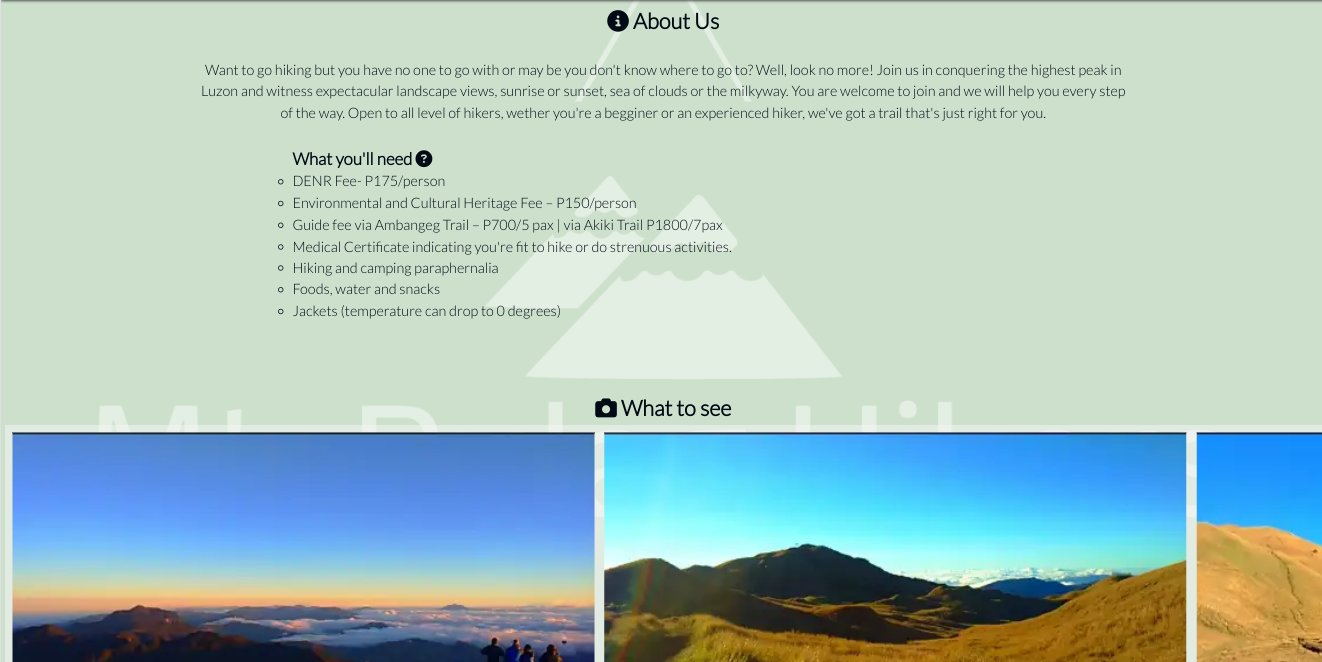 About Us
Want to go hiking but you have no one to go with or may be you don't know where to go to? Well, look no more! Join us in conquering the highest peak in
Luzon and witness expectacular landscape views, sunrise or sunset, sea of clouds or the milkyway. You are welcome to join and we will help you every step
of the way. Open to all level of hikers, wether you're a begginer or an experienced hiker, we've got a trail that's just right for you.
What you'll need
DENR Fee- P175/person
Environmental and Cultural Heritage Fee – P150/person
Guide fee via Ambangeg Trail – P700/5 pax | via Akiki Trail P1800/7pax
Medical Certificate indicating you're fit to hike or do strenuous activities.
Hiking and camping paraphernalia
Foods, water and snacks
Jackets (temperature can drop to 0 degrees)
What to see